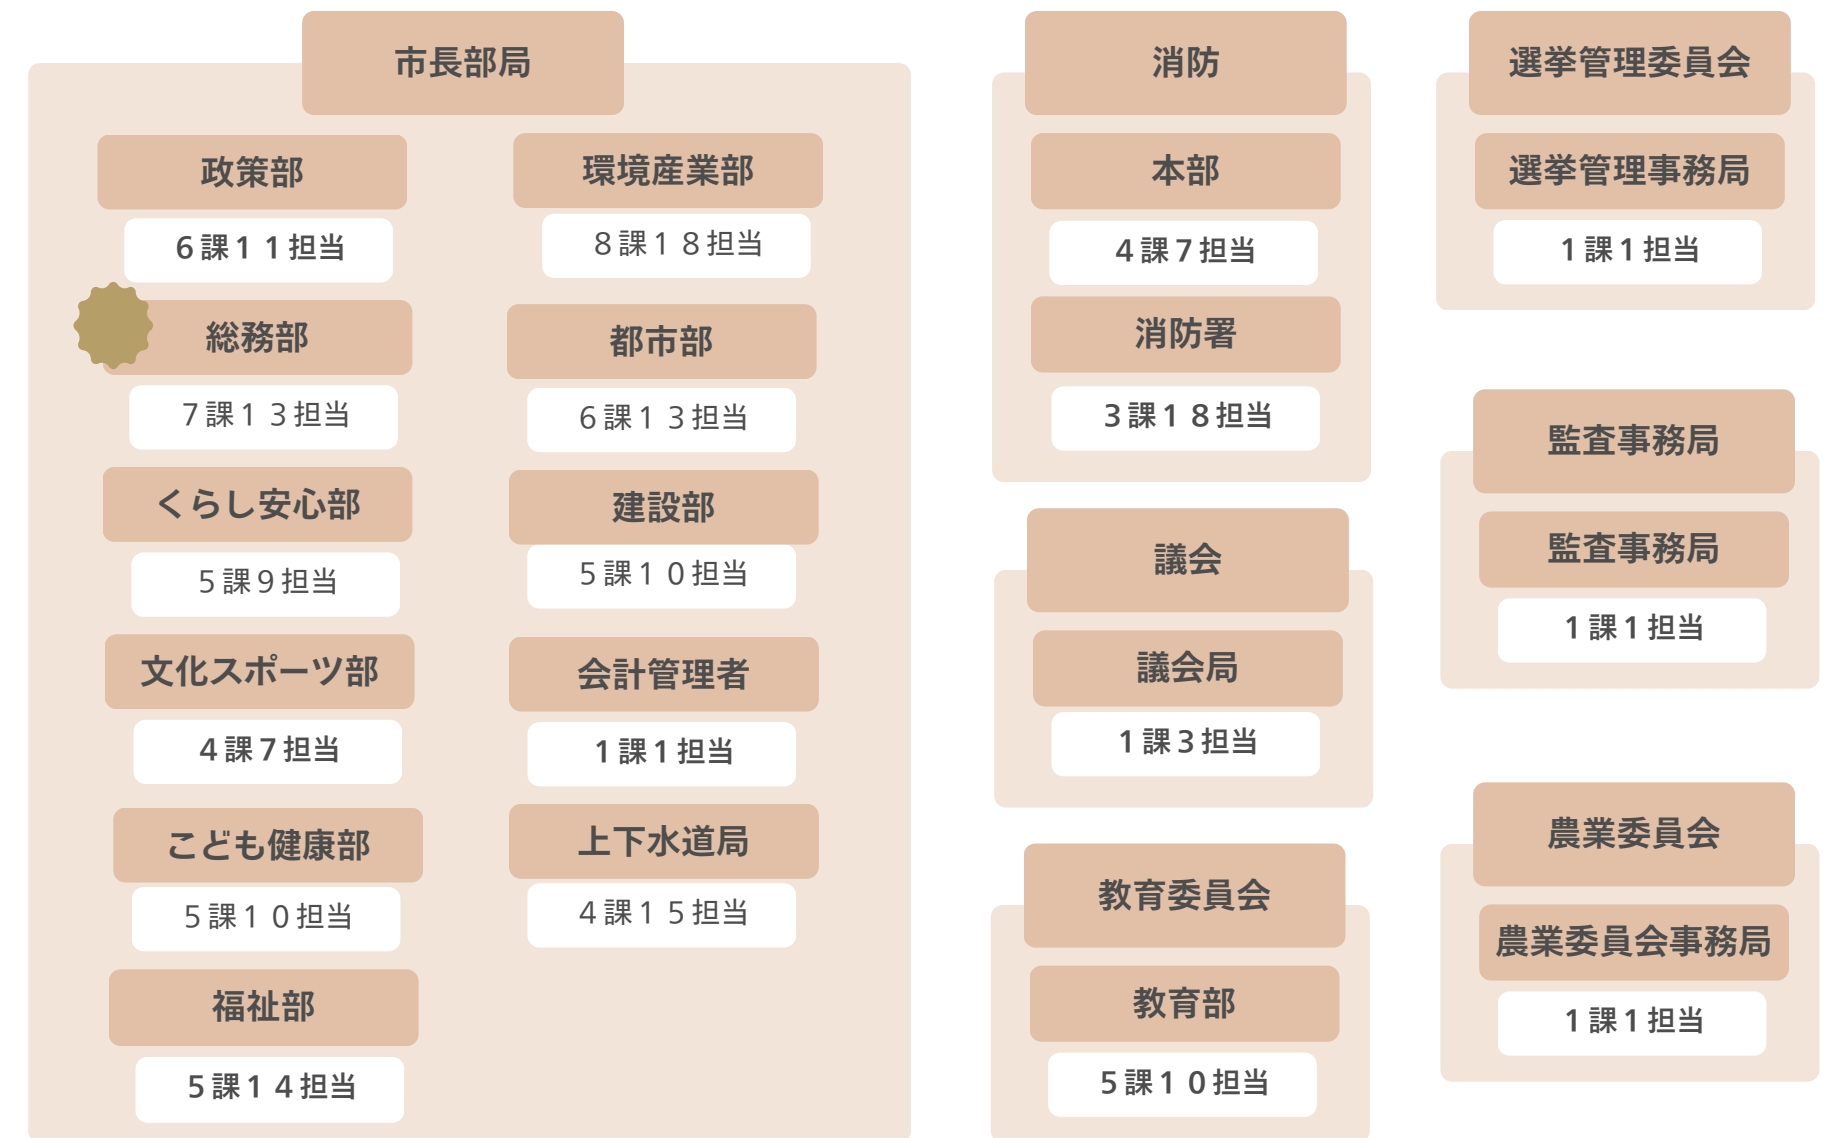 市長部局
政策部
６課１１担当
総務部
７課１３担当
くらし安心部
５課９担当
文化スポーツ部
４課７担当
こども健康部
５課１０担当
福祉部
５課１４担当
環境産業部
８課１８担当
都市部
６課１３担当
建設部
５課１０担当
会計管理者
１課１担当
上下水道局
４課１５担当
消防
本部
４課７担当
消防署
３課１８担当
議会
議会局
１課３担当
教育委員会
教育部
５課１０担当
選挙管理委員会
選挙管理事務局
１課１担当
監査事務局
監査事務局
１課１担当
農業委員会
農業委員会事務局
１課１担当